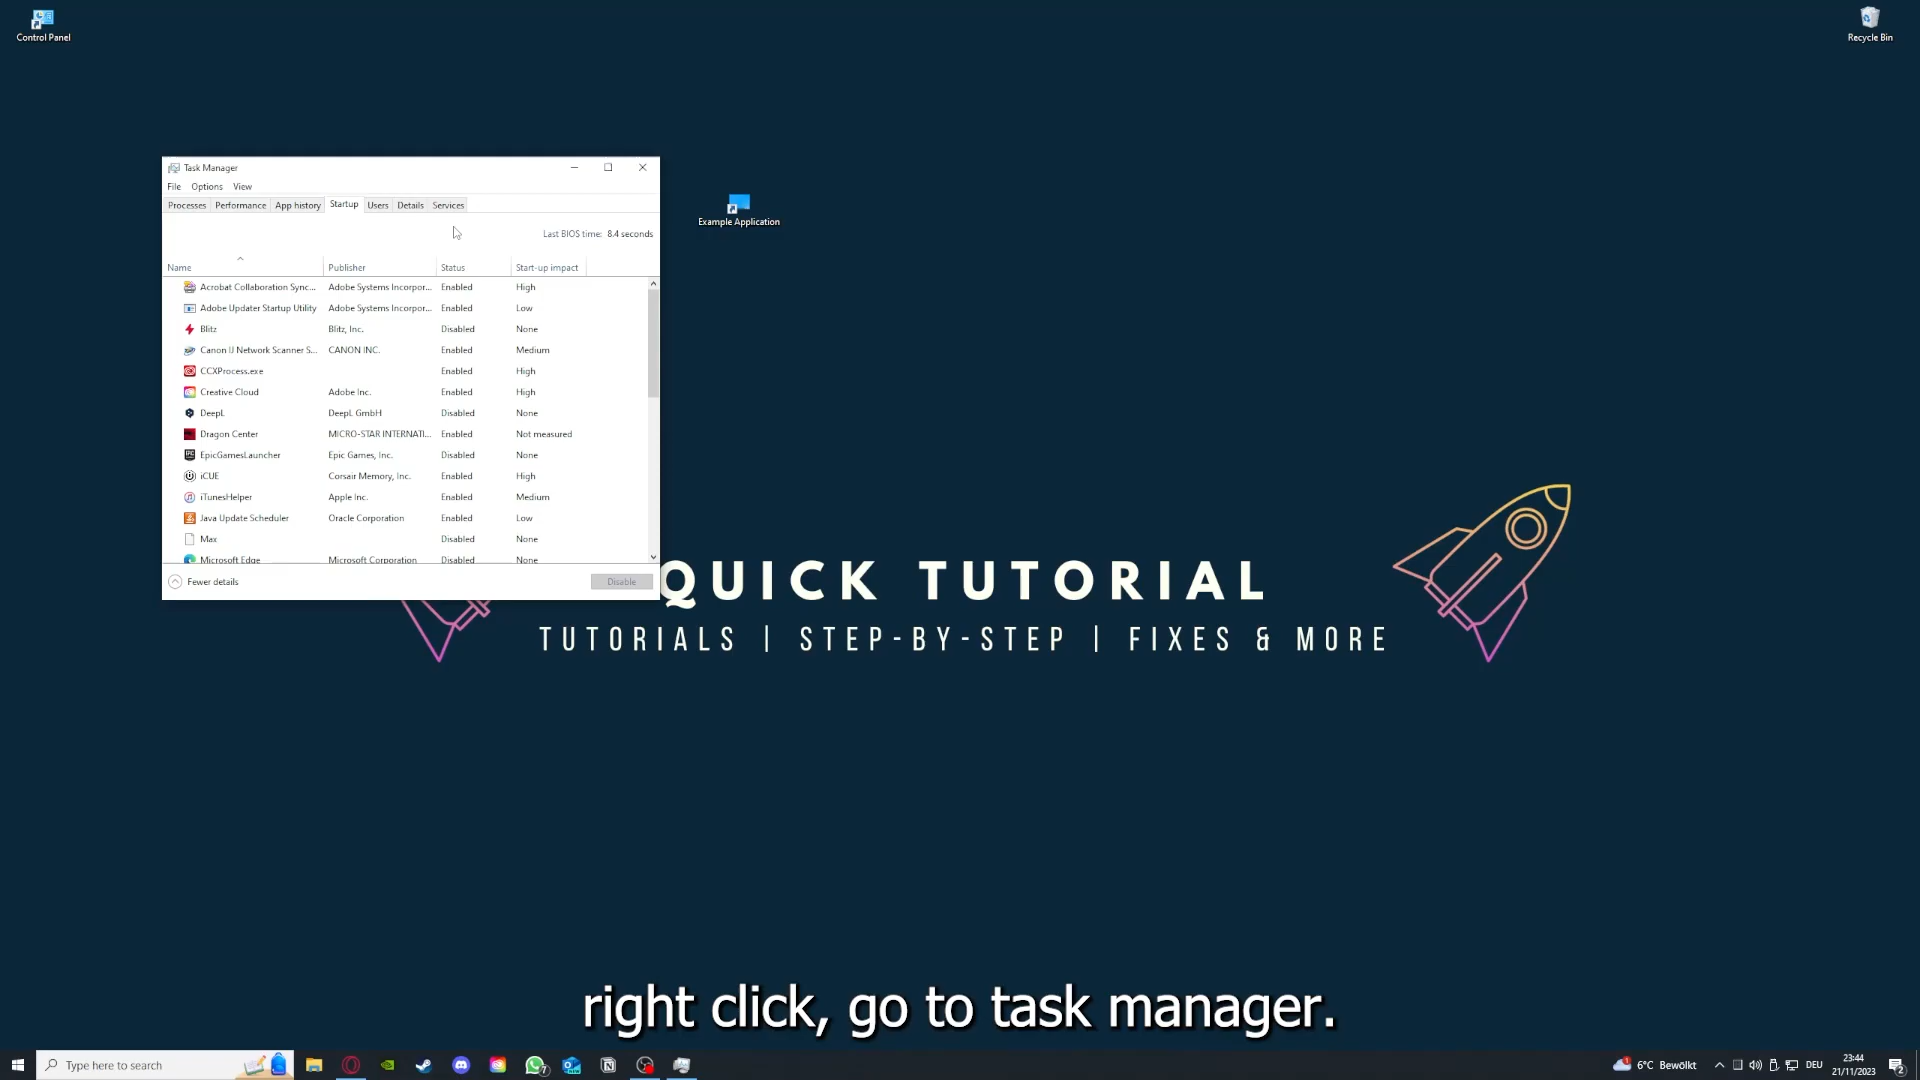 Control Panel
Recycle Bin
Task Manager
File Options View
Processes Performance App history Startup Users Details Services
Example Application
Last BIOS time: 8.4 seconds
Name Publisher Status Start-up impact
Acrobat Collaboration Sync... Adobe Systems Incorpor... Enabled High
Adobe Updater Startup Utility Adobe Systems Incorpor... Enabled Low
Blitz Blitz, Inc. Disabled None
Canon IJ Network Scanner S... CANON INC. Enabled Medium
CCXProcess.exe Enabled High
Creative Cloud Adobe Inc. Enabled High
DeepL DeepL GmbH Disabled None
Dragon Center MICRO-STAR INTERNATI... Enabled Not measured
EpicGamesLauncher Epic Games, Inc. Disabled None
iCUE Corsair Memory, Inc. Enabled High
iTunesHelper Apple Inc. Enabled Medium
Java Update Scheduler Oracle Corporation Enabled Low
Max Disabled None
Microsoft Edge Microsoft Corporation Disabled None
Fewer details Disable
QUICK TUTORIAL
TUTORIALS | STEP-BY-STEP | FIXES & MORE
right click, go to task manager.
Type here to search
7
1
6°C Bewölkt
DEU
23:44
21/11/2023
2